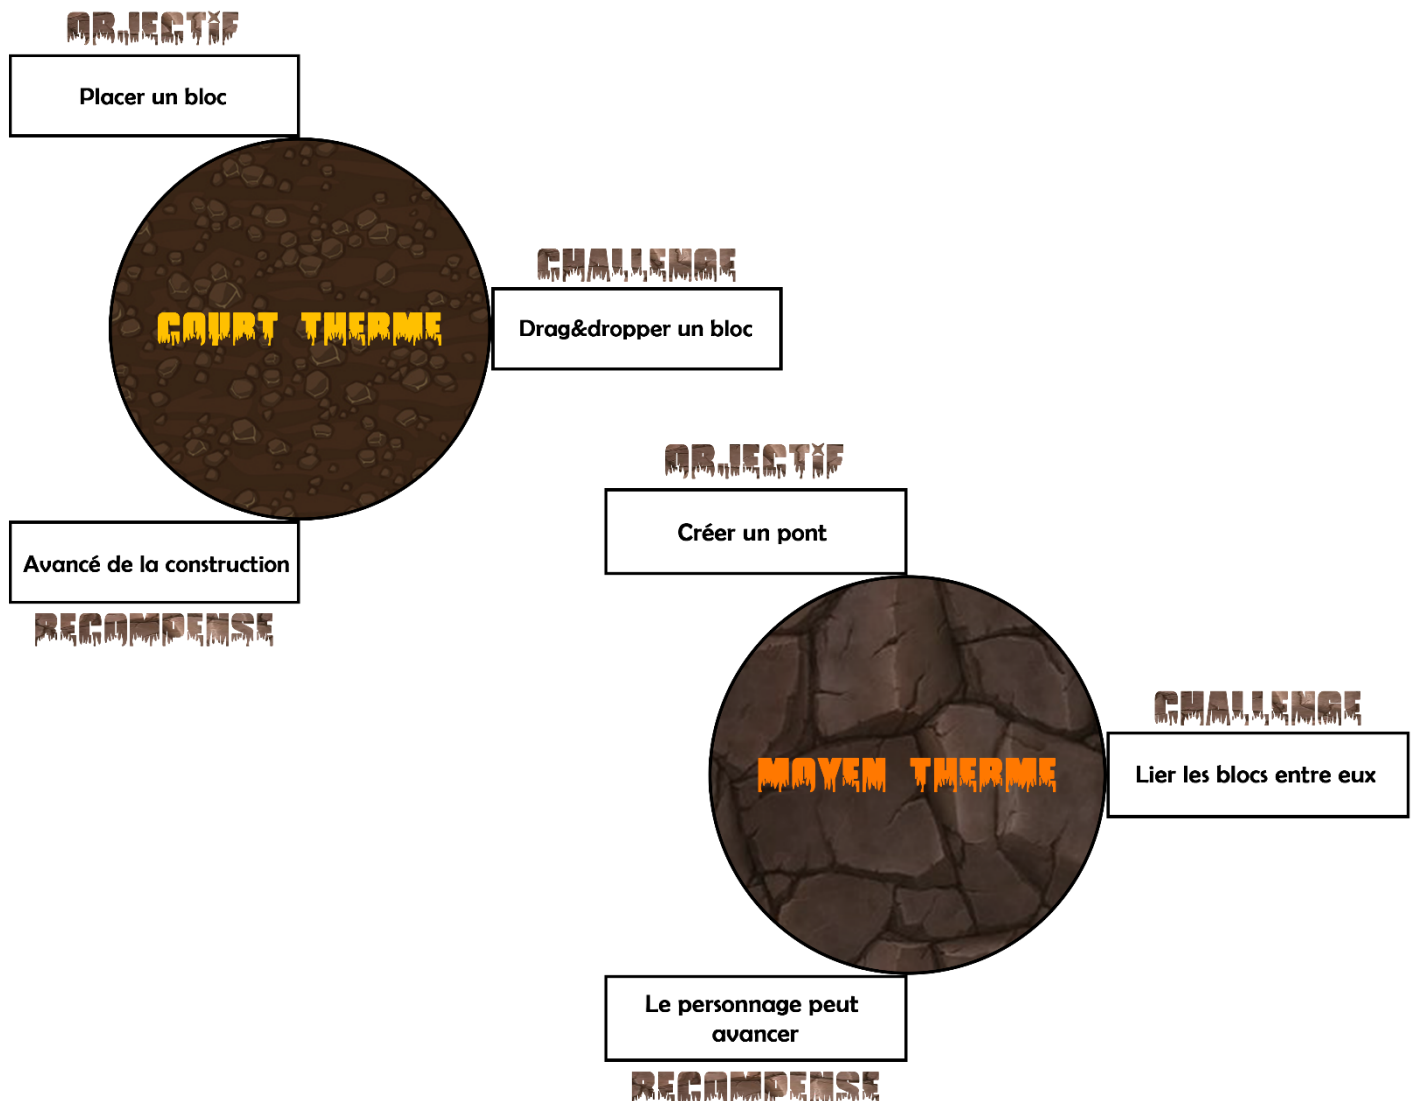 OBJECTiF
Placer un bloc
CHALLENGE
Drag&dropper un bloc
COURT THERME
Avancé de la construction
RECOMPENSE
OBJECTiF
Créer un pont
CHALLENGE
Lier les blocs entre eux
MOYEN THERME
Le personnage peut
avancer
RECOMPENSE